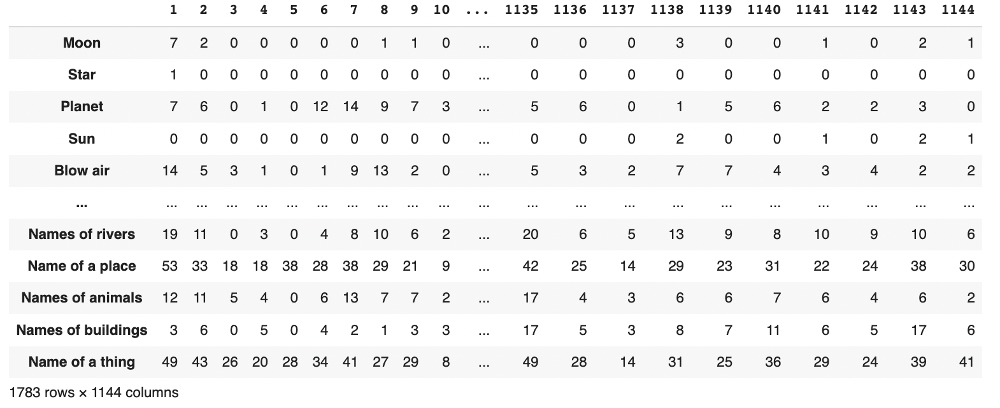 1 2 3 4 5 6 7 8 9 10 ... 1135 1136 1137 1138 1139 1140 1141 1142 1143 1144
Moon 7 2 0 0 0 0 0 1 1 0 ... 0 0 0 3 0 0 1 0 2 1
Star 1 0 0 0 0 0 0 0 0 0 ... 0 0 0 0 0 0 0 0 0 0
Planet 7 6 0 1 0 12 14 9 7 3 ... 5 6 0 1 5 6 2 2 3 0
Sun 0 0 0 0 0 0 0 0 0 0 ... 0 0 0 2 0 0 1 0 2 1
Blow air 14 5 3 1 0 1 9 13 2 0 ... 5 3 2 7 7 4 3 4 2 2
... ... ... ... ... ... ... ... ... ... ... ... ... ... ... ... ... ... ... ... ... ...
Names of rivers 19 11 0 3 0 4 8 10 6 2 ... 20 6 5 13 9 8 10 9 10 6
Name of a place 53 33 18 18 38 28 38 29 21 9 ... 42 25 14 29 23 31 22 24 38 30
Names of animals 12 11 5 4 0 6 13 7 7 2 ... 17 4 3 6 6 7 6 4 6 2
Names of buildings 3 6 0 5 0 4 2 1 3 3 ... 17 5 3 8 7 11 6 5 17 6
Name of a thing 49 43 26 20 28 34 41 27 29 8 ... 49 28 14 31 25 36 29 24 39 41
1783 rows × 1144 columns